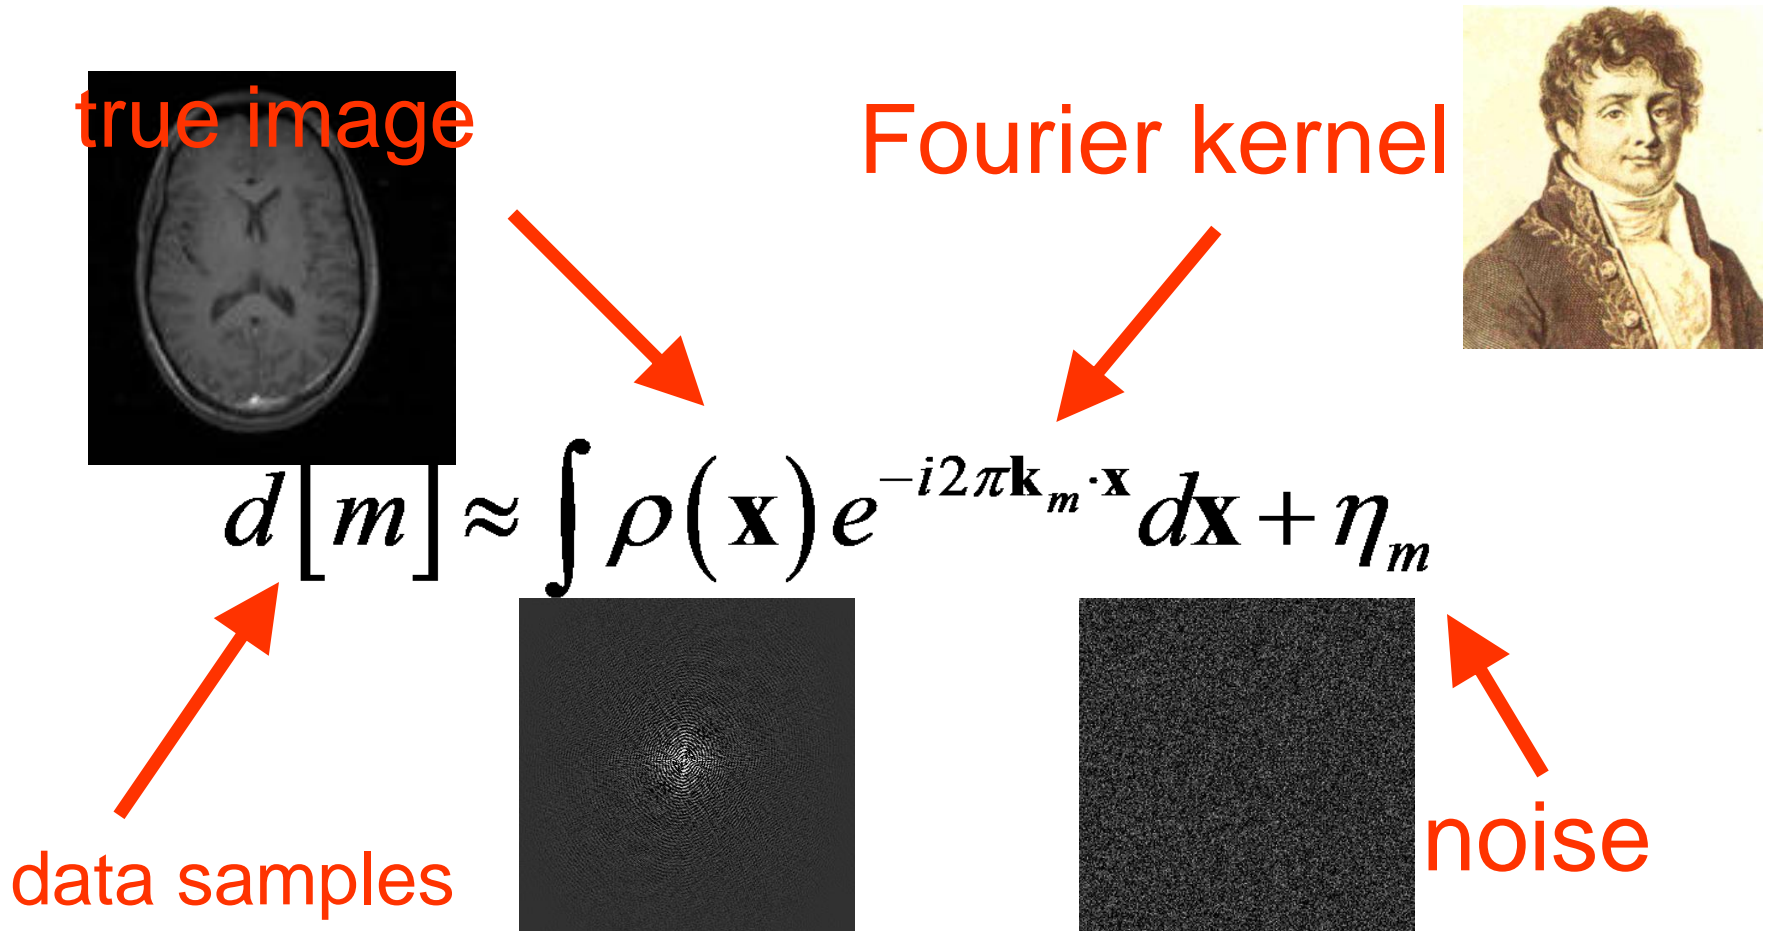 true image
Fourier kernel
d[m] ≈ ∫ ρ(𝐱) e^{−i2π𝐤_m·𝐱} d𝐱 + η_m
data samples
noise